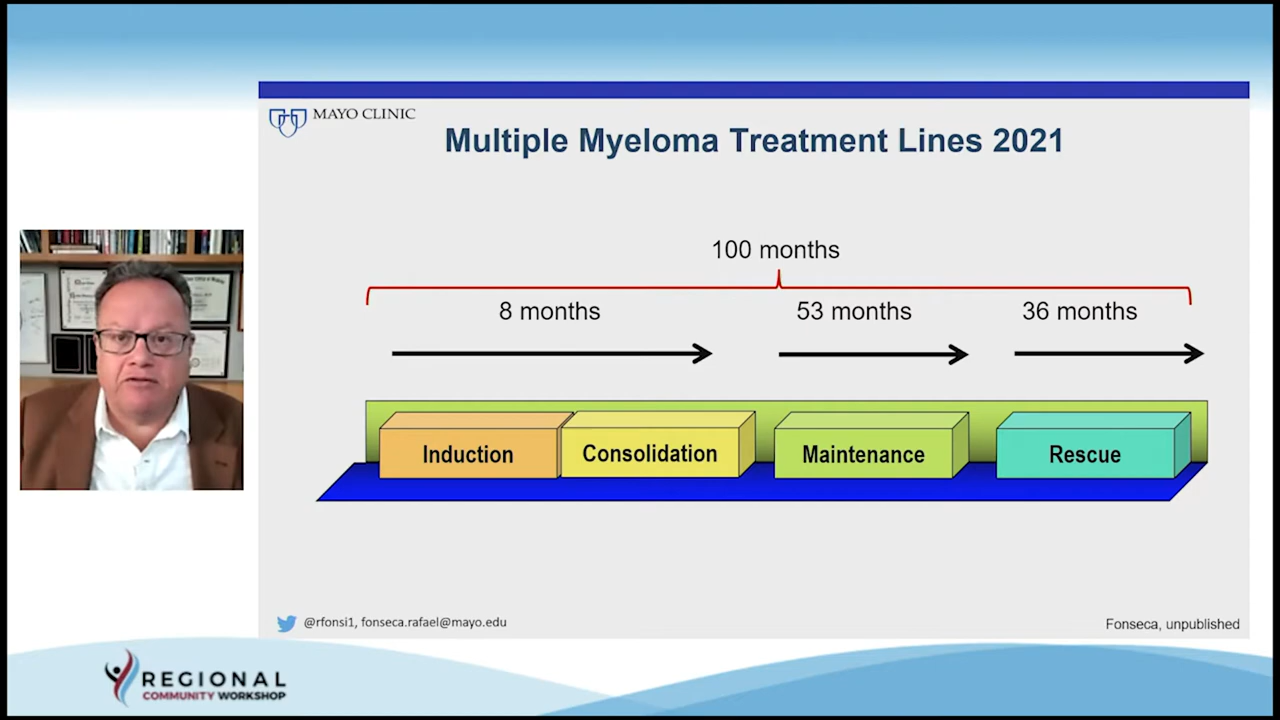 MAYO CLINIC
Multiple Myeloma Treatment Lines 2021
100 months
8 months
53 months
36 months
Induction
Consolidation
Maintenance
Rescue
@rfonsi1, fonseca.rafael@mayo.edu
Fonseca, unpublished
REGIONAL
COMMUNITY WORKSHOP